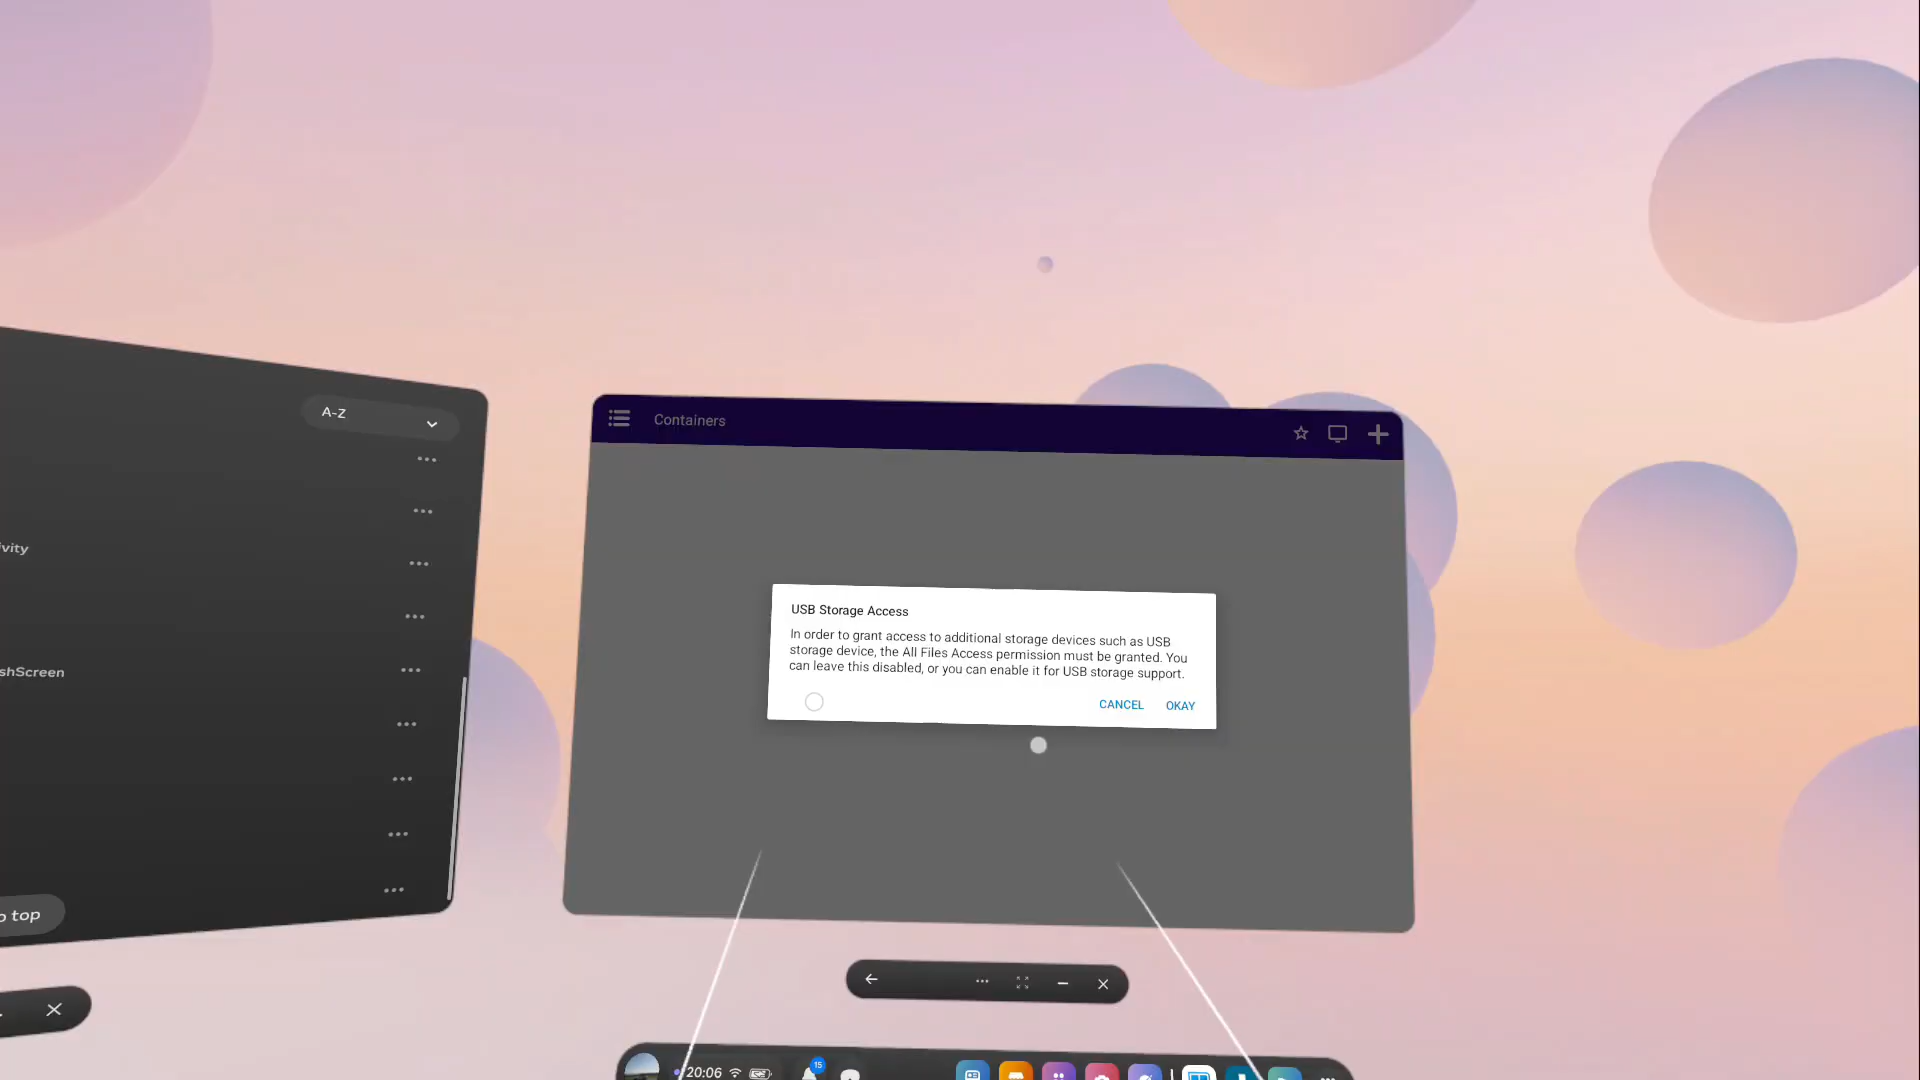 A-Z
ivity
shScreen
o top
Containers
USB Storage Access
In order to grant access to additional storage devices such as USB
storage device, the All Files Access permission must be granted. You
can leave this disabled, or you can enable it for USB storage support.
CANCEL OKAY
20:06
15